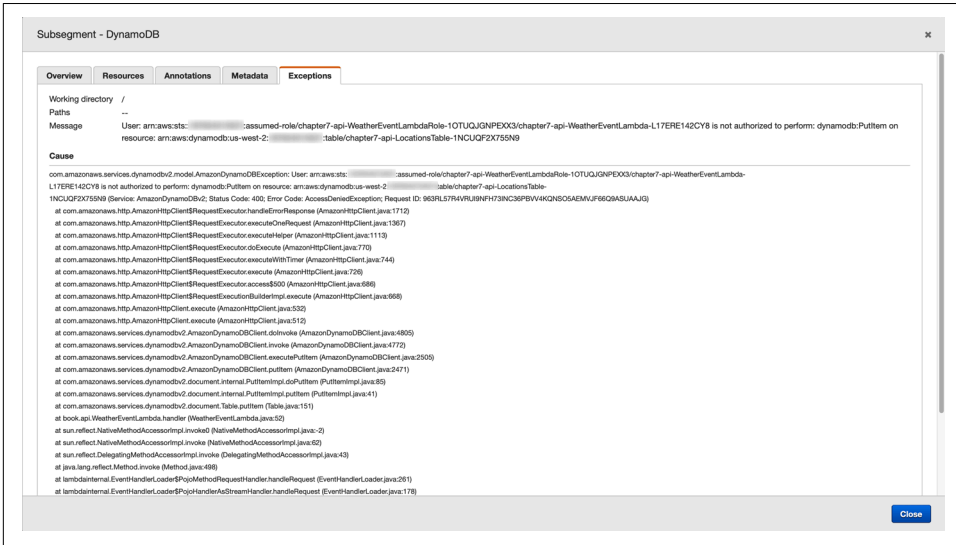 Subsegment - DynamoDB
Overview Resources Annotations Metadata Exceptions
Working directory /
Paths --
Message User: arn:aws:sts:: :assumed-role/chapter7-api-WeatherEventLambdaRole-1OTUQJGNPEXX3/chapter7-api-WeatherEventLambda-L17ERE142CY8 is not authorized to perform: dynamodb:PutItem on
resource: arn:aws:dynamodb:us-west-2: :table/chapter7-api-LocationsTable-1NCUQF2X755N9
Cause
com.amazonaws.services.dynamodbv2.model.AmazonDynamoDBException: User: arn:aws:sts: :assumed-role/chapter7-api-WeatherEventLambdaRole-1OTUQJGNPEXX3/chapter7-api-WeatherEventLambda-
L17ERE142CY8 is not authorized to perform: dynamodb:PutItem on resource: arn:aws:dynamodb:us-west-2 :table/chapter7-api-LocationsTable-
1NCUQF2X755N9 (Service: AmazonDynamoDBv2; Status Code: 400; Error Code: AccessDeniedException; Request ID: 963RL57R4VRUI9NFH73INC36PBVV4KQNSO5AEMVJF66Q9ASUAAJG)
at com.amazonaws.http.AmazonHttpClient$RequestExecutor.handleErrorResponse (AmazonHttpClient.java:1712)
at com.amazonaws.http.AmazonHttpClient$RequestExecutor.executeOneRequest (AmazonHttpClient.java:1367)
at com.amazonaws.http.AmazonHttpClient$RequestExecutor.executeHelper (AmazonHttpClient.java:1113)
at com.amazonaws.http.AmazonHttpClient$RequestExecutor.doExecute (AmazonHttpClient.java:770)
at com.amazonaws.http.AmazonHttpClient$RequestExecutor.executeWithTimer (AmazonHttpClient.java:744)
at com.amazonaws.http.AmazonHttpClient$RequestExecutor.execute (AmazonHttpClient.java:726)
at com.amazonaws.http.AmazonHttpClient$RequestExecutor.access$500 (AmazonHttpClient.java:686)
at com.amazonaws.http.AmazonHttpClient$RequestExecutionBuilderImpl.execute (AmazonHttpClient.java:668)
at com.amazonaws.http.AmazonHttpClient.execute (AmazonHttpClient.java:532)
at com.amazonaws.http.AmazonHttpClient.execute (AmazonHttpClient.java:512)
at com.amazonaws.services.dynamodbv2.AmazonDynamoDBClient.doInvoke (AmazonDynamoDBClient.java:4805)
at com.amazonaws.services.dynamodbv2.AmazonDynamoDBClient.invoke (AmazonDynamoDBClient.java:4772)
at com.amazonaws.services.dynamodbv2.AmazonDynamoDBClient.executePutItem (AmazonDynamoDBClient.java:2505)
at com.amazonaws.services.dynamodbv2.AmazonDynamoDBClient.putItem (AmazonDynamoDBClient.java:2471)
at com.amazonaws.services.dynamodbv2.document.internal.PutItemImpl.doPutItem (PutItemImpl.java:85)
at com.amazonaws.services.dynamodbv2.document.internal.PutItemImpl.putItem (PutItemImpl.java:41)
at com.amazonaws.services.dynamodbv2.document.Table.putItem (Table.java:151)
at book.api.WeatherEventLambda.handler (WeatherEventLambda.java:52)
at sun.reflect.NativeMethodAccessorImpl.invoke0 (NativeMethodAccessorImpl.java:-2)
at sun.reflect.NativeMethodAccessorImpl.invoke (NativeMethodAccessorImpl.java:62)
at sun.reflect.DelegatingMethodAccessorImpl.invoke (DelegatingMethodAccessorImpl.java:43)
at java.lang.reflect.Method.invoke (Method.java:498)
at lambdainternal.EventHandlerLoader$PojoMethodRequestHandler.handleRequest (EventHandlerLoader.java:261)
at lambdainternal.EventHandlerLoader$PojoHandlerAsStreamHandler.handleRequest (EventHandlerLoader.java:178)
Close